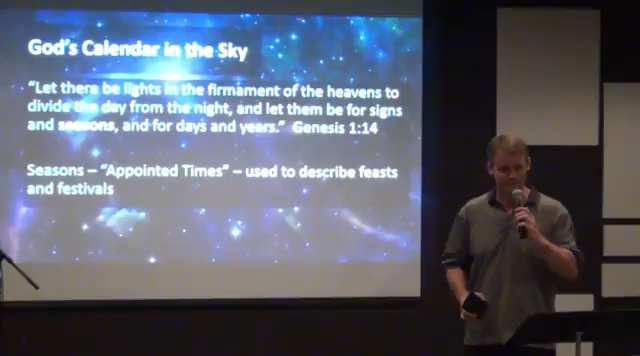 God's Calendar in the Sky
"Let there be lights in the firmament of the heavens to
divide the day from the night, and let them be for signs
and seasons, and for days and years." Genesis 1:14
Seasons – "Appointed Times" – used to describe feasts
and festivals